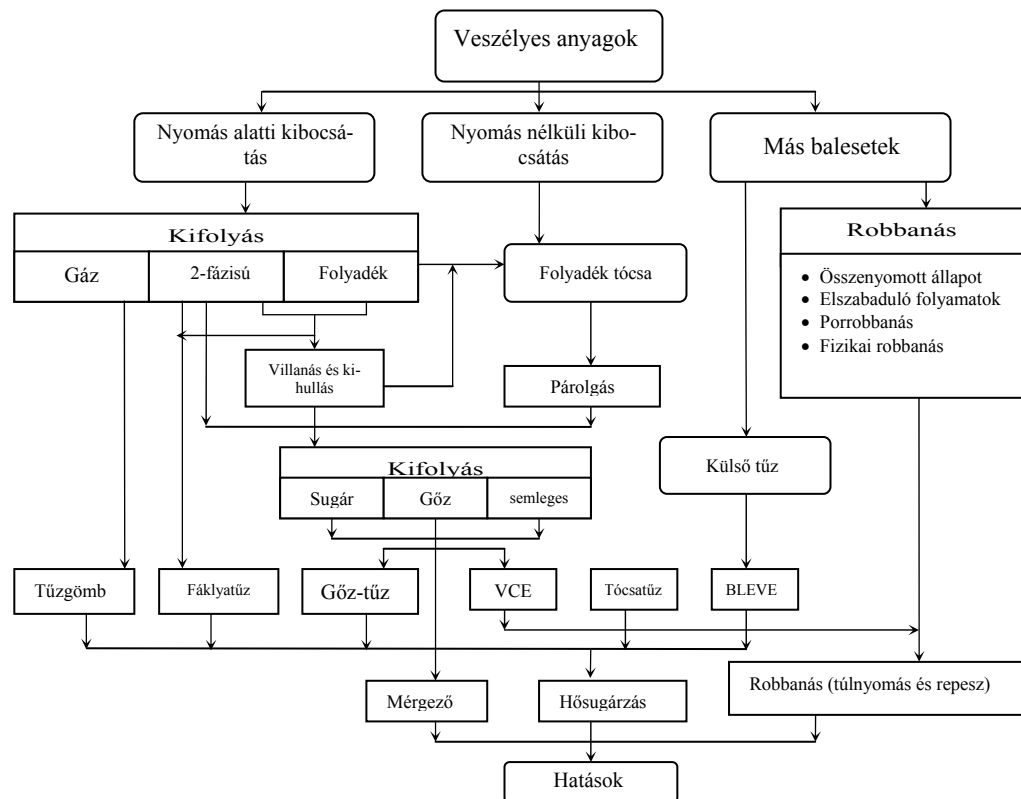 Veszélyes anyagok
Nyomás alatti kibocsá-
tás
Nyomás nélküli kibo-
csátás
Más balesetek
Kifolyás
Gáz
2-fázisú
Folyadék
Folyadék tócsa
Robbanás
• Összenyomott állapot
• Elszabaduló folyamatok
• Porrobbanás
• Fizikai robbanás
Villanás és ki-
hullás
Párolgás
Külső tűz
Kifolyás
Sugár
Gőz
semleges
Tűzgömb
Fáklyatűz
Gőz-tűz
VCE
Tócsatűz
BLEVE
Mérgező
Hősugárzás
Robbanás (túlnyomás és repesz)
Hatások